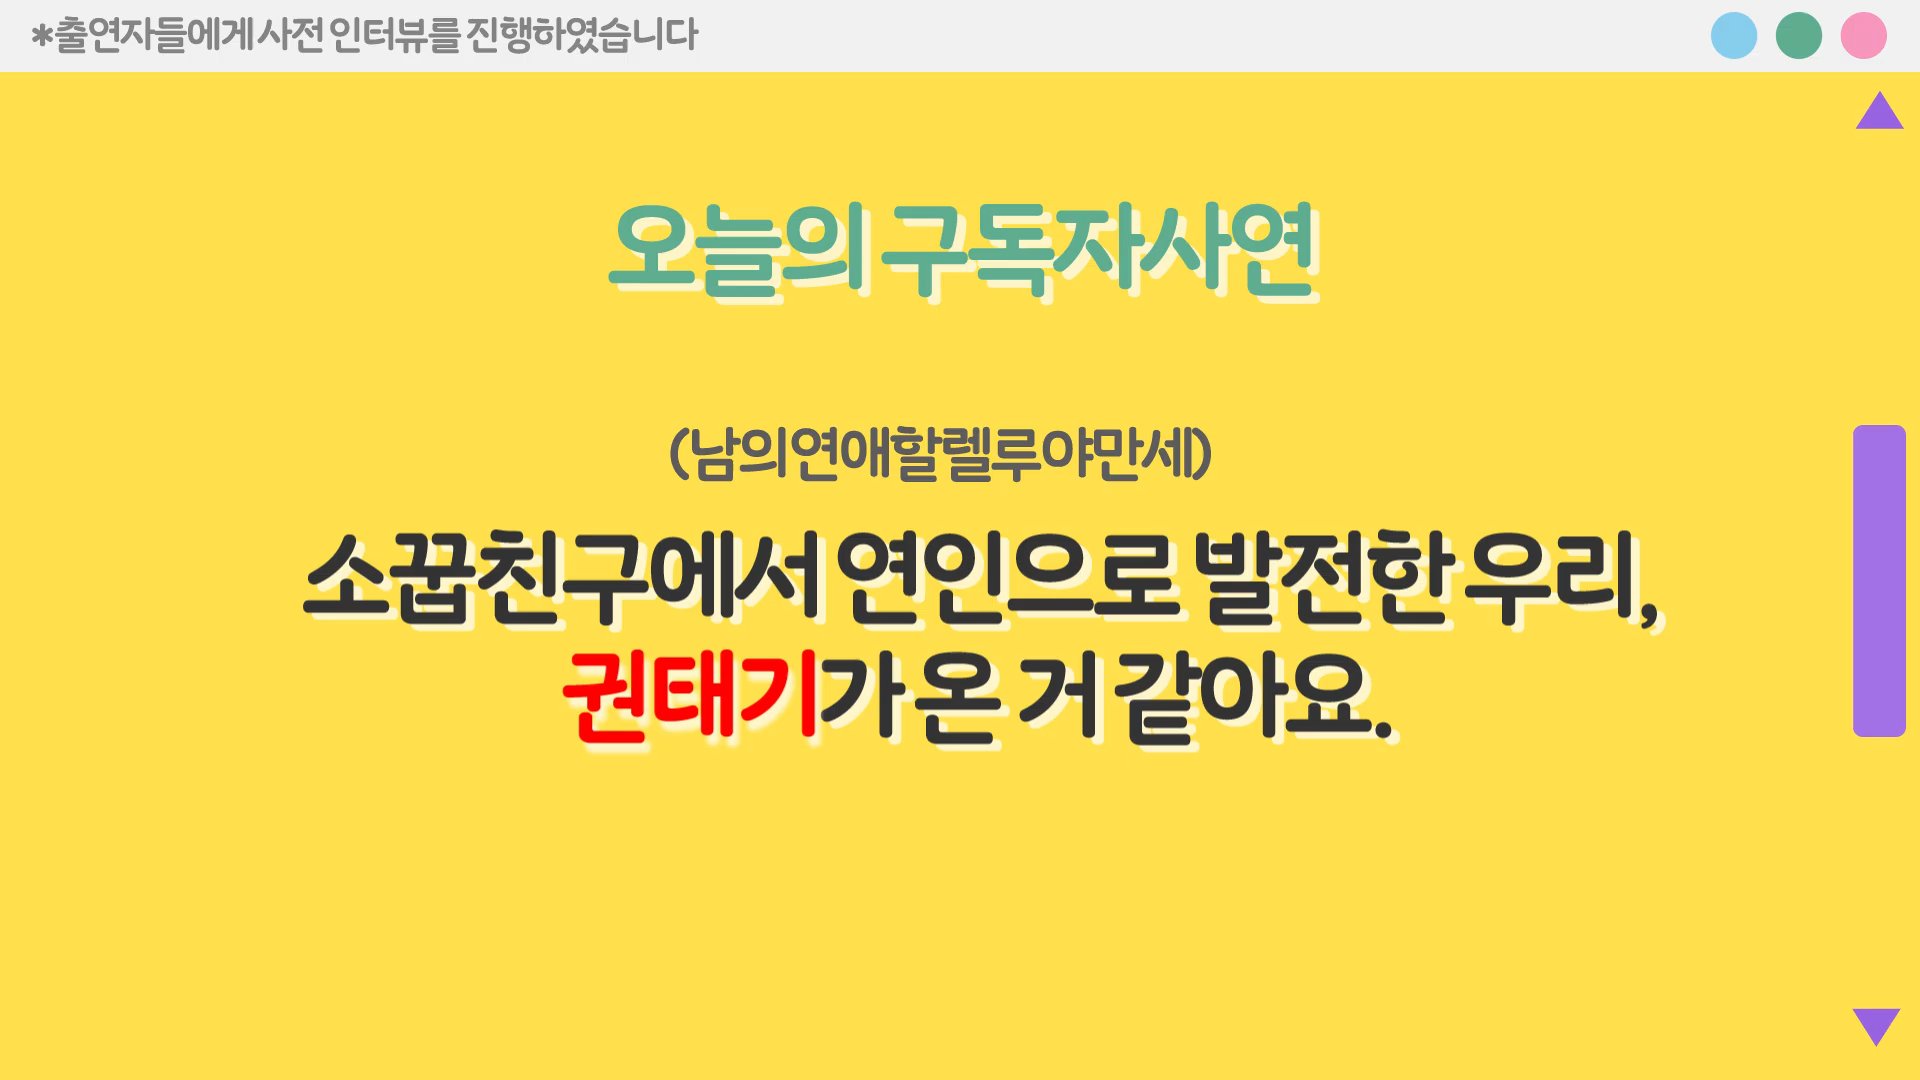 *출연자들에게 사전 인터뷰를 진행하였습니다
오늘의 구독자사연
(남의연애할렐루야만세)
소꿉친구에서 연인으로 발전한 우리,
권태기가 온 거 같아요.